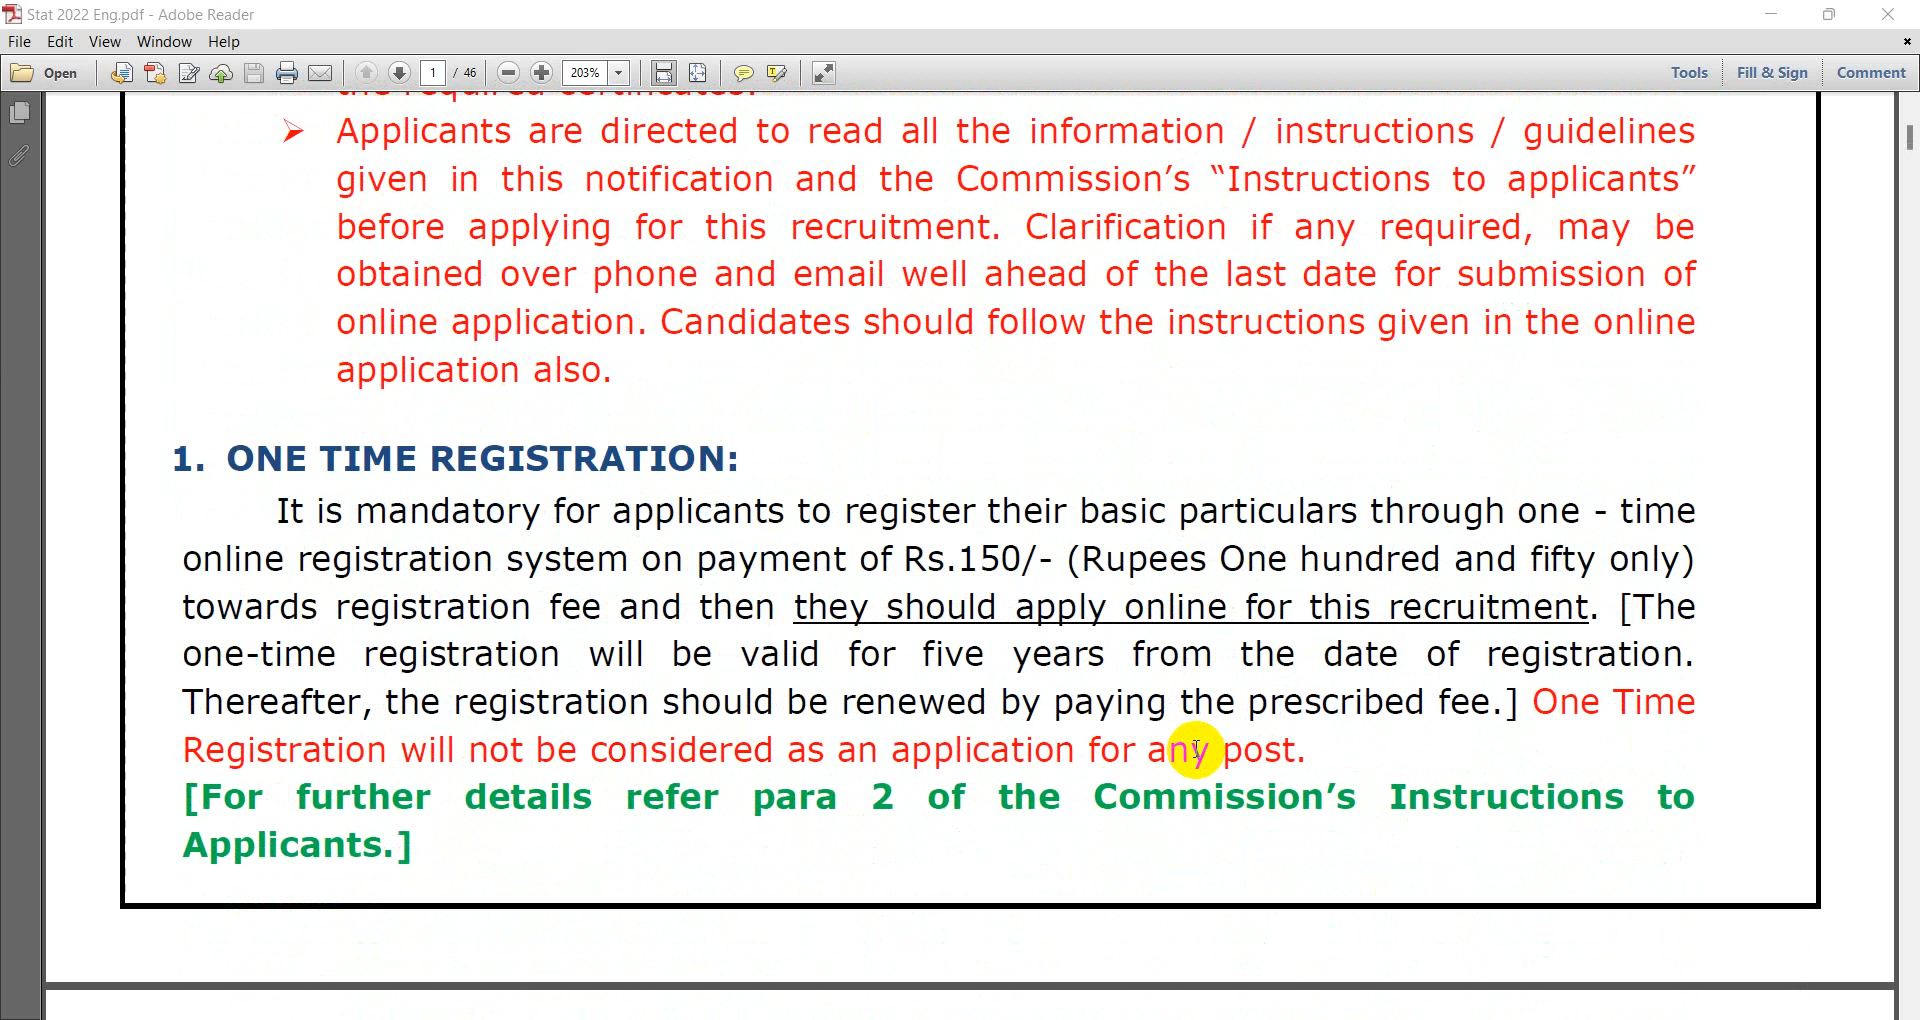 Stat 2022 Eng.pdf - Adobe Reader
File Edit View Window Help
Open 1 / 46 203% Tools Fill & Sign Comment
the required certificates.
Applicants are directed to read all the information / instructions / guidelines
given in this notification and the Commission's "Instructions to applicants"
before applying for this recruitment. Clarification if any required, may be
obtained over phone and email well ahead of the last date for submission of
online application. Candidates should follow the instructions given in the online
application also.
1. ONE TIME REGISTRATION:
It is mandatory for applicants to register their basic particulars through one - time
online registration system on payment of Rs.150/- (Rupees One hundred and fifty only)
towards registration fee and then they should apply online for this recruitment. [The
one-time registration will be valid for five years from the date of registration.
Thereafter, the registration should be renewed by paying the prescribed fee.] One Time
Registration will not be considered as an application for any post.
[For further details refer para 2 of the Commission's Instructions to
Applicants.]